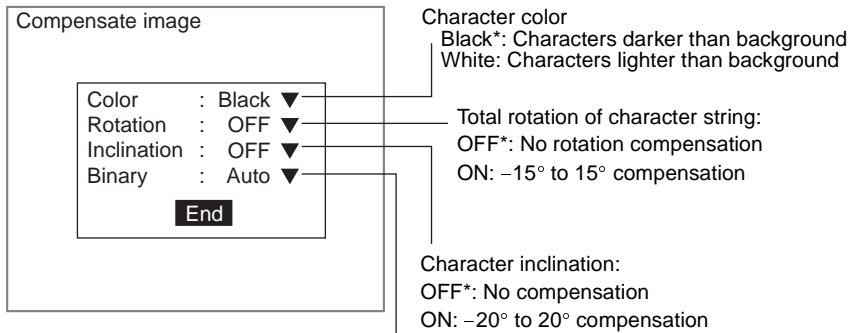 Compensate image
Color : Black ▼
Rotation : OFF ▼
Inclination : OFF ▼
Binary : Auto ▼
End
Character color
Black*: Characters darker than background
White: Characters lighter than background
Total rotation of character string:
OFF*: No rotation compensation
ON: −15° to 15° compensation
Character inclination:
OFF*: No compensation
ON: −20° to 20° compensation